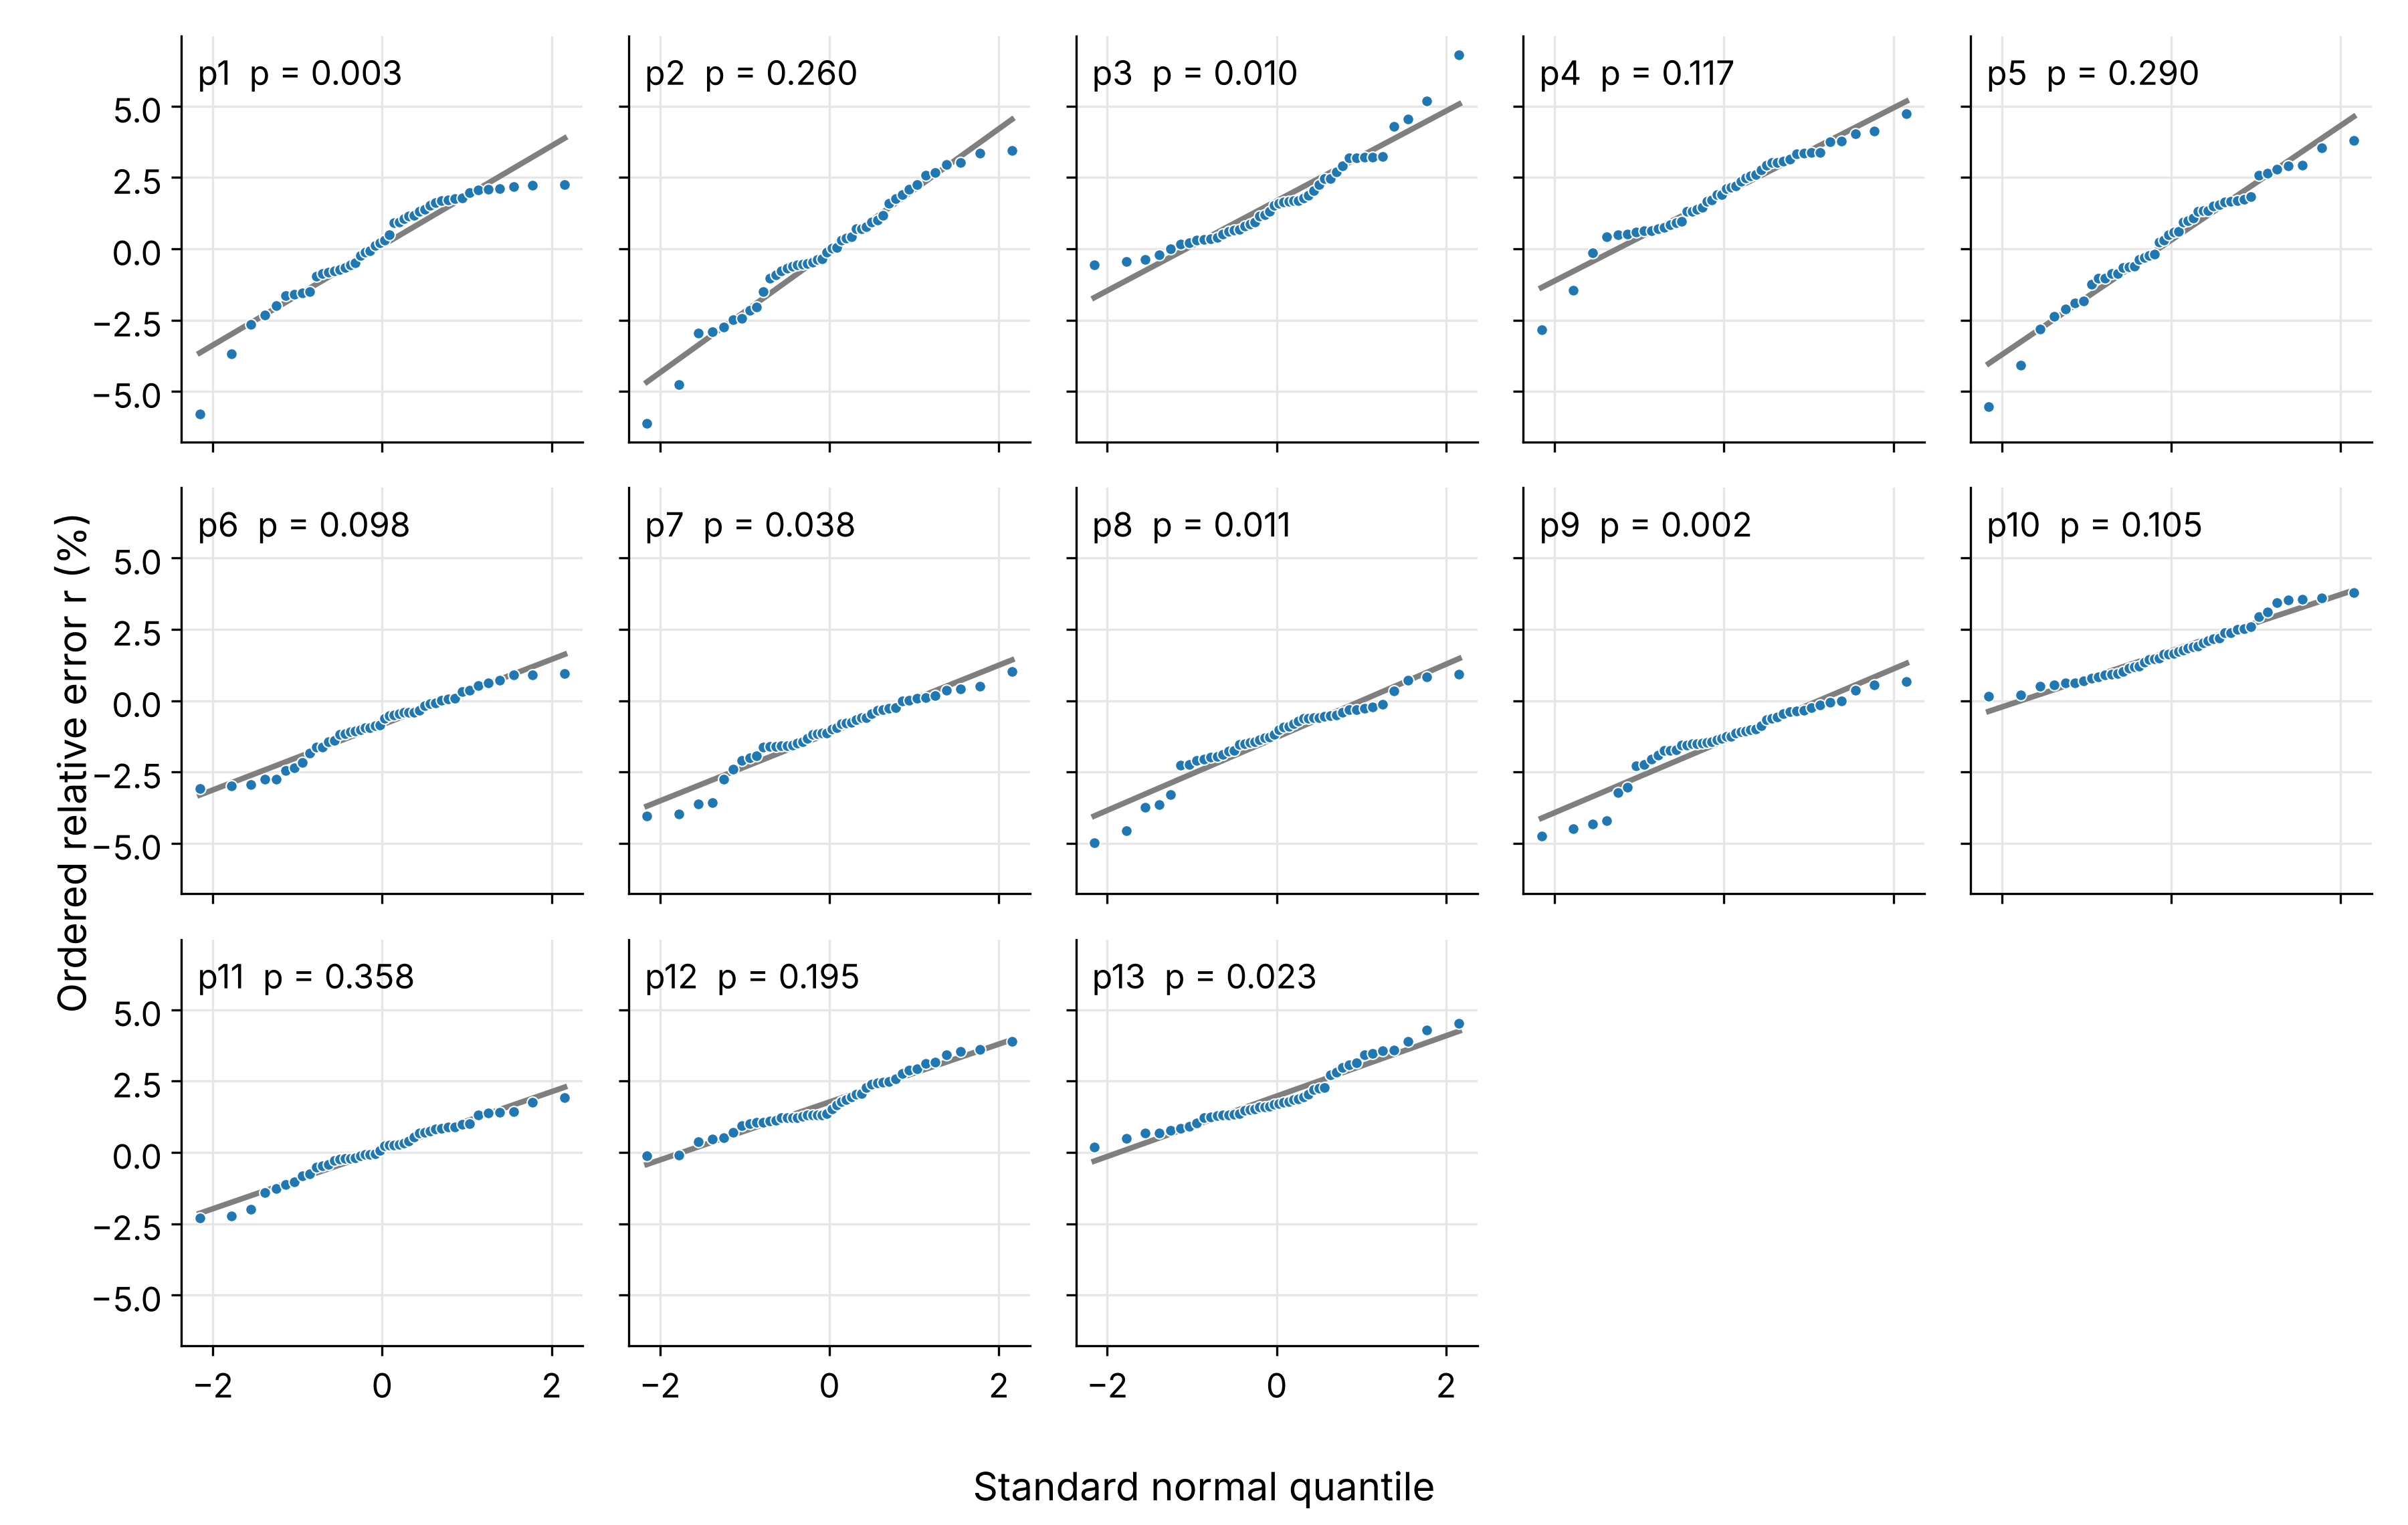 p1 p = 0.003
p2 p = 0.260
p3 p = 0.010
p4 p = 0.117
p5 p = 0.290
5.0
2.5
0.0
−2.5
−5.0
p6 p = 0.098
p7 p = 0.038
p8 p = 0.011
p9 p = 0.002
p10 p = 0.105
5.0
2.5
0.0
−2.5
−5.0
Ordered relative error r (%)
p11 p = 0.358
p12 p = 0.195
p13 p = 0.023
5.0
2.5
0.0
−2.5
−5.0
−2 0 2
−2 0 2
−2 0 2
Standard normal quantile